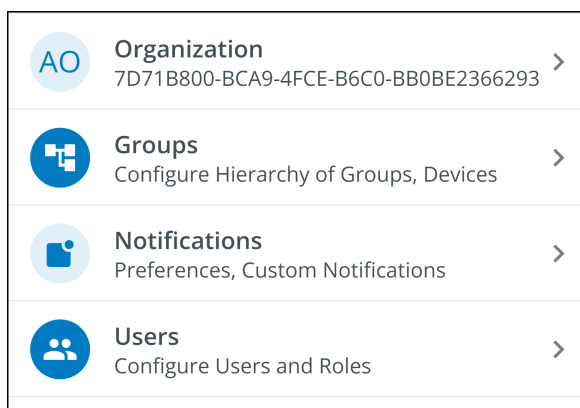 AO
Organization
7D71B800-BCA9-4FCE-B6C0-BB0BE2366293
Groups
Configure Hierarchy of Groups, Devices
Notifications
Preferences, Custom Notifications
Users
Configure Users and Roles